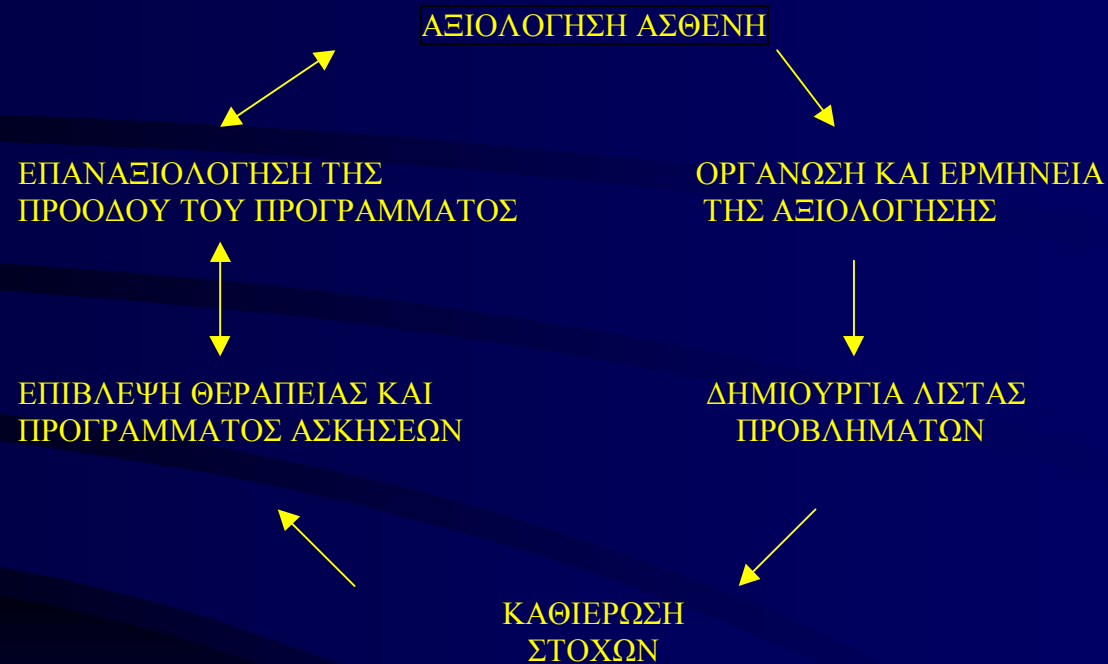 ΑΞΙΟΛΟΓΗΣΗ ΑΣΘΕΝΗ
ΕΠΑΝΑΞΙΟΛΟΓΗΣΗ ΤΗΣ
ΠΡΟΟΔΟΥ ΤΟΥ ΠΡΟΓΡΑΜΜΑΤΟΣ
ΟΡΓΑΝΩΣΗ ΚΑΙ ΕΡΜΗΝΕΙΑ
ΤΗΣ ΑΞΙΟΛΟΓΗΣΗΣ
ΕΠΙΒΛΕΨΗ ΘΕΡΑΠΕΙΑΣ ΚΑΙ
ΠΡΟΓΡΑΜΜΑΤΟΣ ΑΣΚΗΣΕΩΝ
ΔΗΜΙΟΥΡΓΙΑ ΛΙΣΤΑΣ
ΠΡΟΒΛΗΜΑΤΩΝ
ΚΑΘΙΕΡΩΣΗ
ΣΤΟΧΩΝ